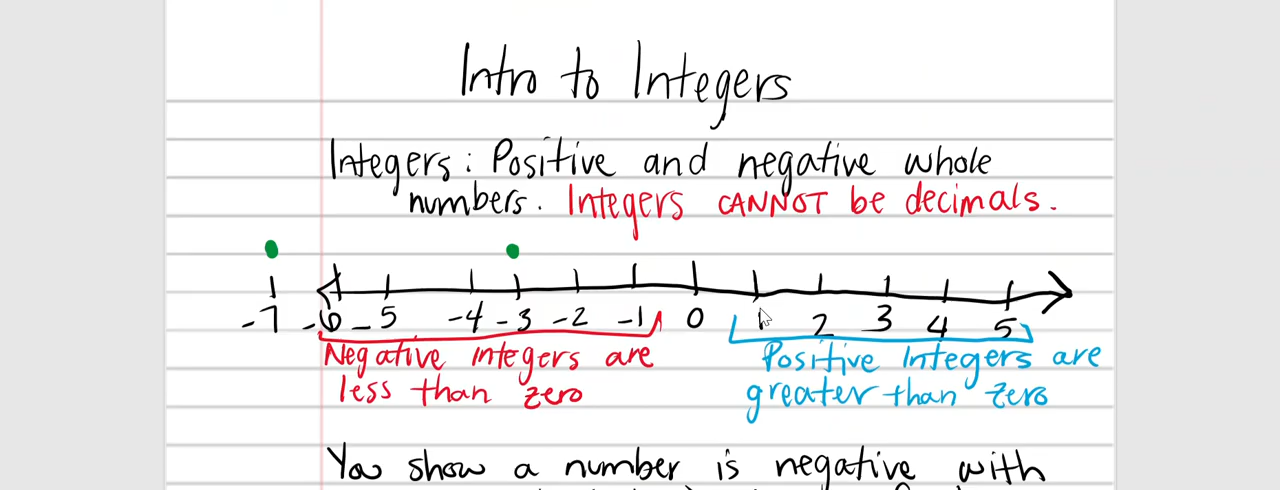 Intro to Integers
Integers: Positive and negative whole
numbers. Integers CANNOT be decimals.
-7 -6 -5 -4 -3 -2 -1 0 1 2 3 4 5
Negative integers are
less than zero
Positive Integers are
greater than zero
You show a number is negative with